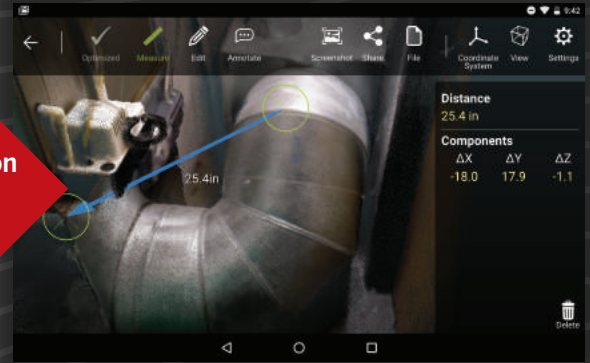 9:42
Optimized Measure Edit Annotate Screenshot Share File Coordinate System View Settings
Distance
25.4 in
Components
ΔX ΔY ΔZ
-18.0 17.9 -1.1
25.4in
on
Delete